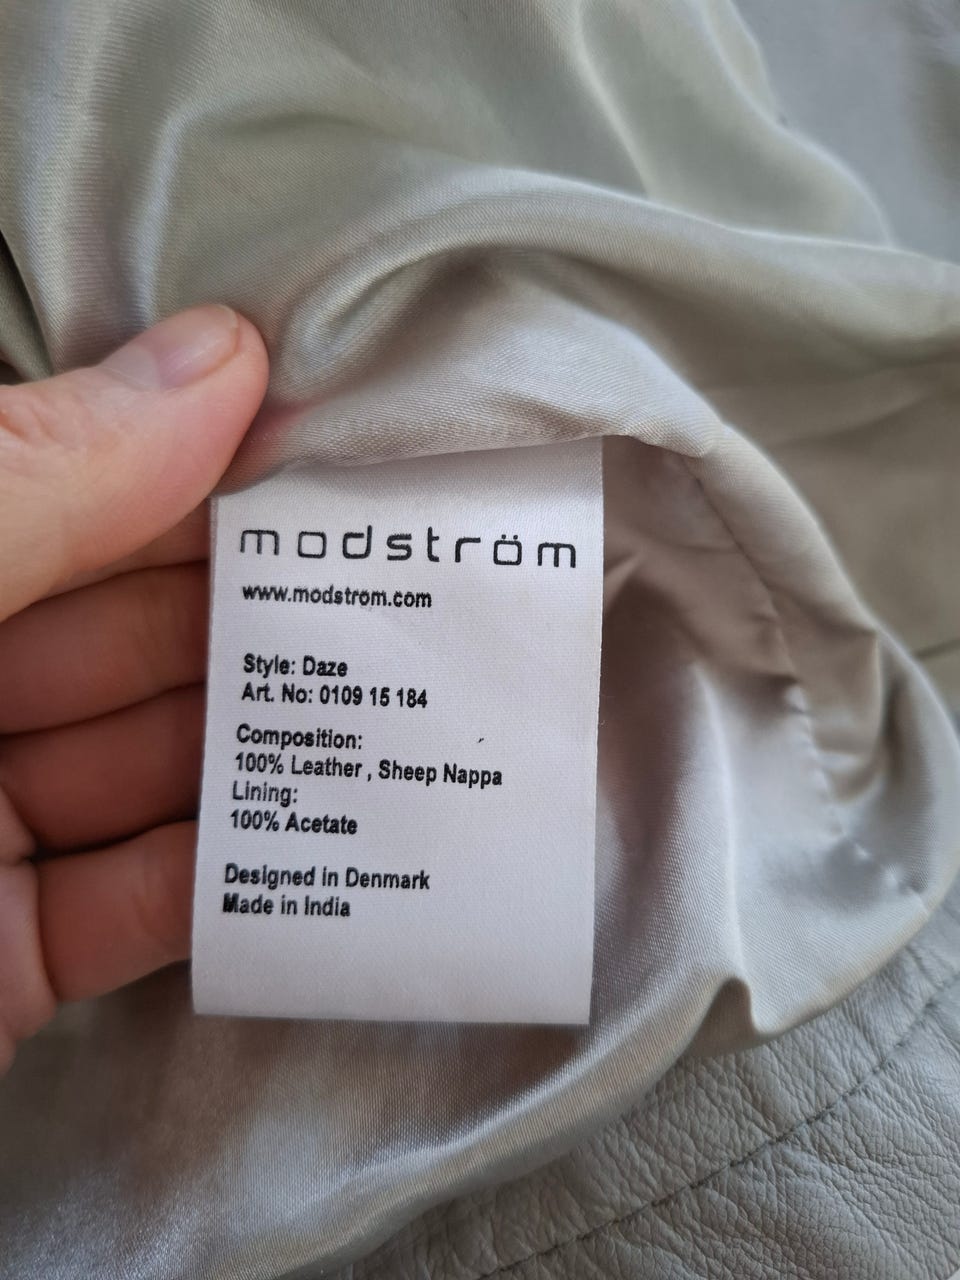 modström
www.modstrom.com
Style: Daze
Art. No: 0109 15 184
Composition:
100% Leather , Sheep Nappa
Lining:
100% Acetate
Designed in Denmark
Made in India